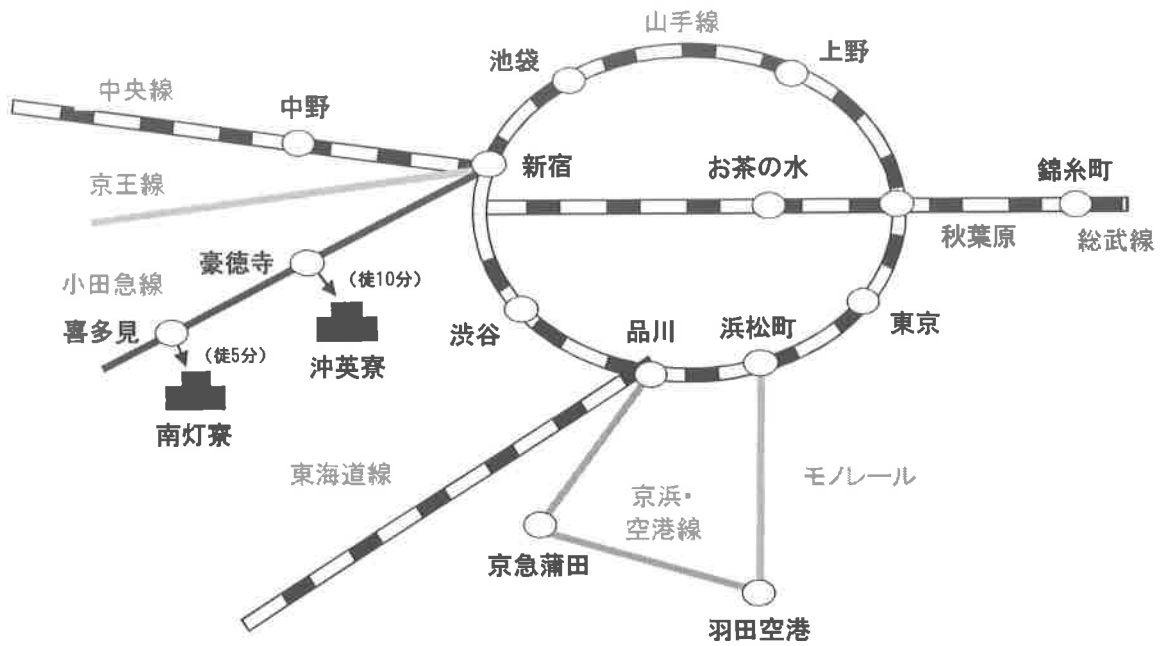 山手線
池袋
上野
中央線
中野
新宿
お茶の水
錦糸町
京王線
秋葉原
総武線
豪徳寺
（徒10分）
小田急線
喜多見
（徒5分）
沖英寮
南灯寮
渋谷
品川
浜松町
東京
東海道線
京浜・
空港線
モノレール
京急蒲田
羽田空港